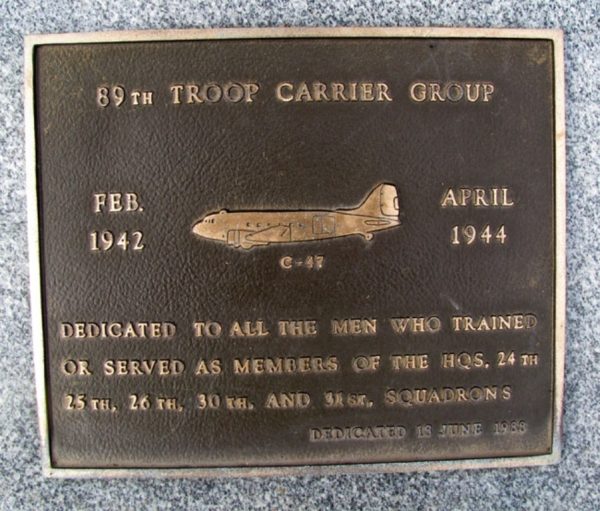 89TH TROOP CARRIER GROUP
FEB. 1942
APRIL 1944
C-47
DEDICATED TO ALL THE MEN WHO TRAINED
OR SERVED AS MEMBERS OF THE HQS. 24TH
25TH, 26TH, 30TH, AND 31ST, SQUADRONS
DEDICATED 18 JUNE 1988